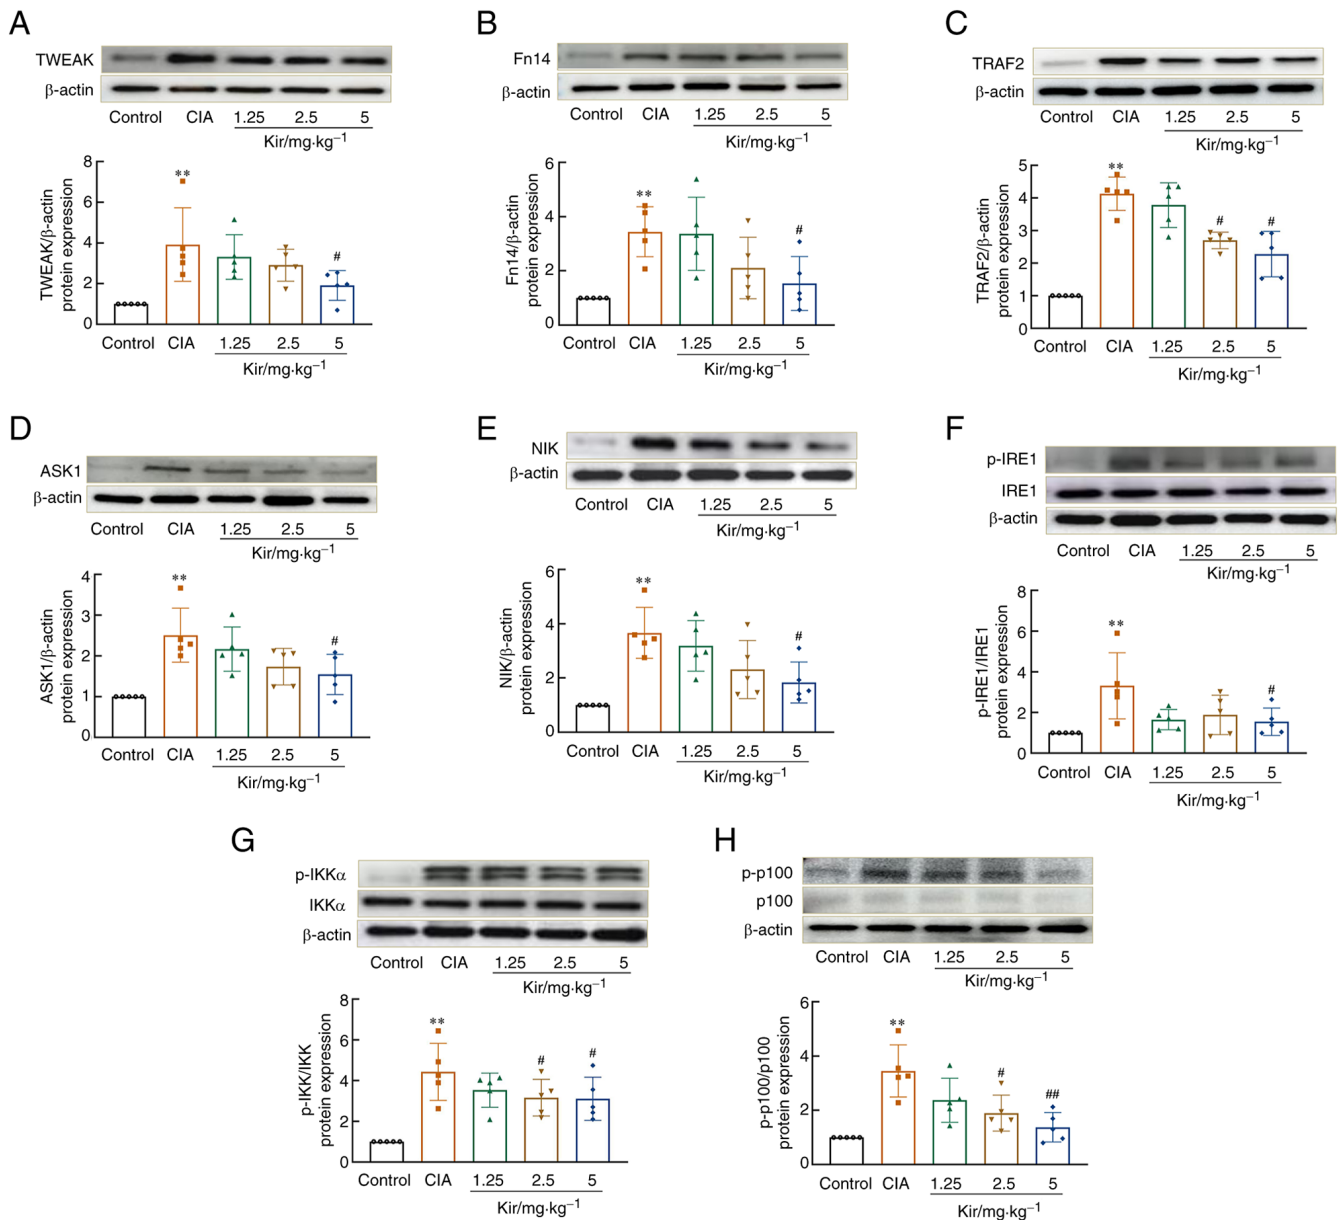 A
TWEAK
β-actin
Control CIA 1.25 2.5 5
Kir/mg·kg⁻¹
TWEAK/β-actin
protein expression
8
6
4
2
0
**
#
Control CIA 1.25 2.5 5
Kir/mg·kg⁻¹
B
Fn14
β-actin
Control CIA 1.25 2.5 5
Kir/mg·kg⁻¹
Fn14/β-actin
protein expression
6
4
2
0
**
#
Control CIA 1.25 2.5 5
Kir/mg·kg⁻¹
C
TRAF2
β-actin
Control CIA 1.25 2.5 5
Kir/mg·kg⁻¹
TRAF2/β-actin
protein expression
5
4
3
2
1
0
**
# #
Control CIA 1.25 2.5 5
Kir/mg·kg⁻¹
D
ASK1
β-actin
Control CIA 1.25 2.5 5
Kir/mg·kg⁻¹
ASK1/β-actin
protein expression
4
3
2
1
0
**
#
Control CIA 1.25 2.5 5
Kir/mg·kg⁻¹
E
NIK
β-actin
Control CIA 1.25 2.5 5
Kir/mg·kg⁻¹
NIK/β-actin
protein expression
6
4
2
0
**
#
Control CIA 1.25 2.5 5
Kir/mg·kg⁻¹
F
p-IRE1
IRE1
β-actin
Control CIA 1.25 2.5 5
Kir/mg·kg⁻¹
p-IRE1/IRE1
protein expression
8
6
4
2
0
**
#
Control CIA 1.25 2.5 5
Kir/mg·kg⁻¹
G
p-IKKα
IKKα
β-actin
Control CIA 1.25 2.5 5
Kir/mg·kg⁻¹
p-IKK/IKK
protein expression
8
6
4
2
0
**
# #
Control CIA 1.25 2.5 5
Kir/mg·kg⁻¹
H
p-p100
p100
β-actin
Control CIA 1.25 2.5 5
Kir/mg·kg⁻¹
p-p100/p100
protein expression
6
4
2
0
**
# ##
Control CIA 1.25 2.5 5
Kir/mg·kg⁻¹